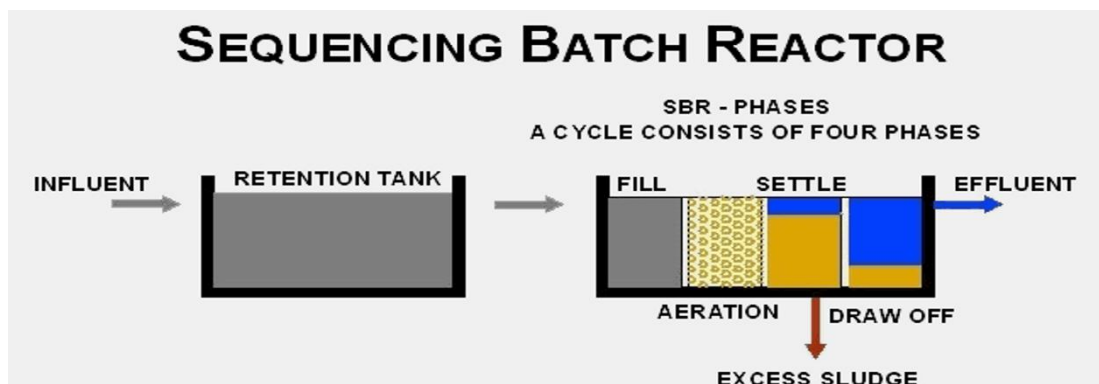 SEQUENCING BATCH REACTOR
SBR - PHASES
A CYCLE CONSISTS OF FOUR PHASES
INFLUENT
RETENTION TANK
FILL
SETTLE
EFFLUENT
AERATION
DRAW OFF
EXCESS SLUDGE